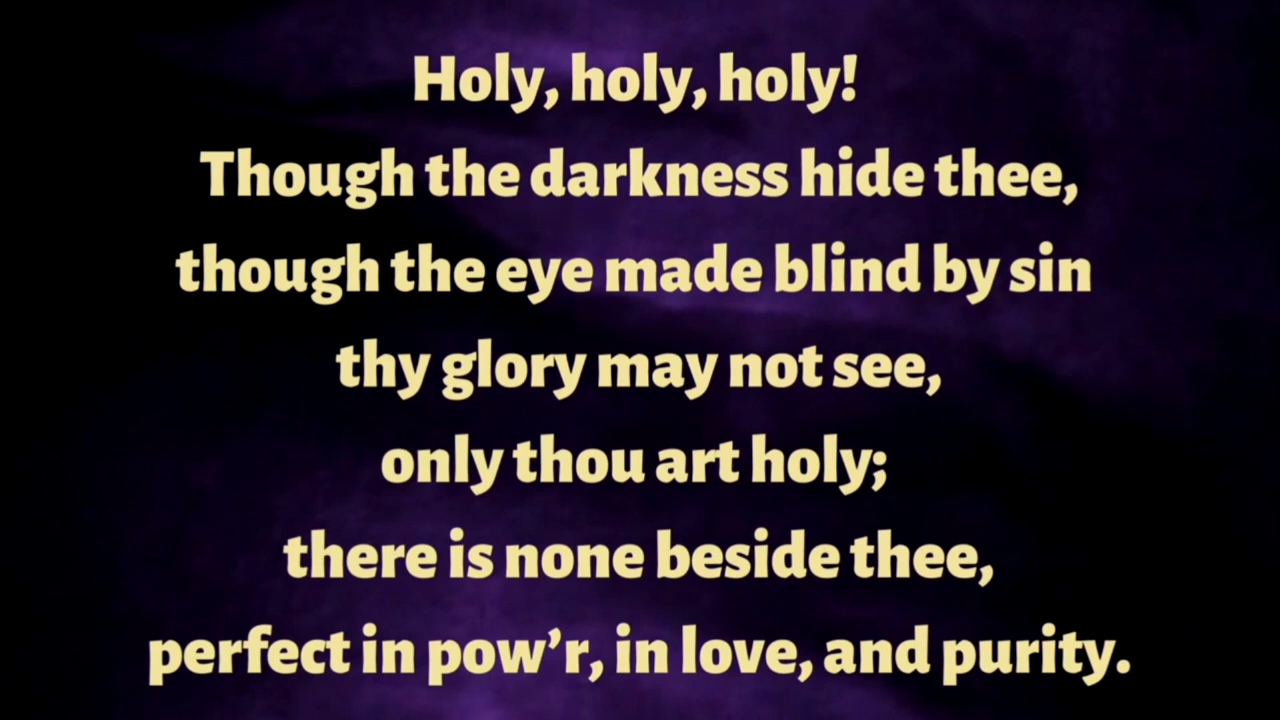 Holy, holy, holy!
Though the darkness hide thee,
though the eye made blind by sin
thy glory may not see,
only thou art holy;
there is none beside thee,
perfect in pow’r, in love, and purity.